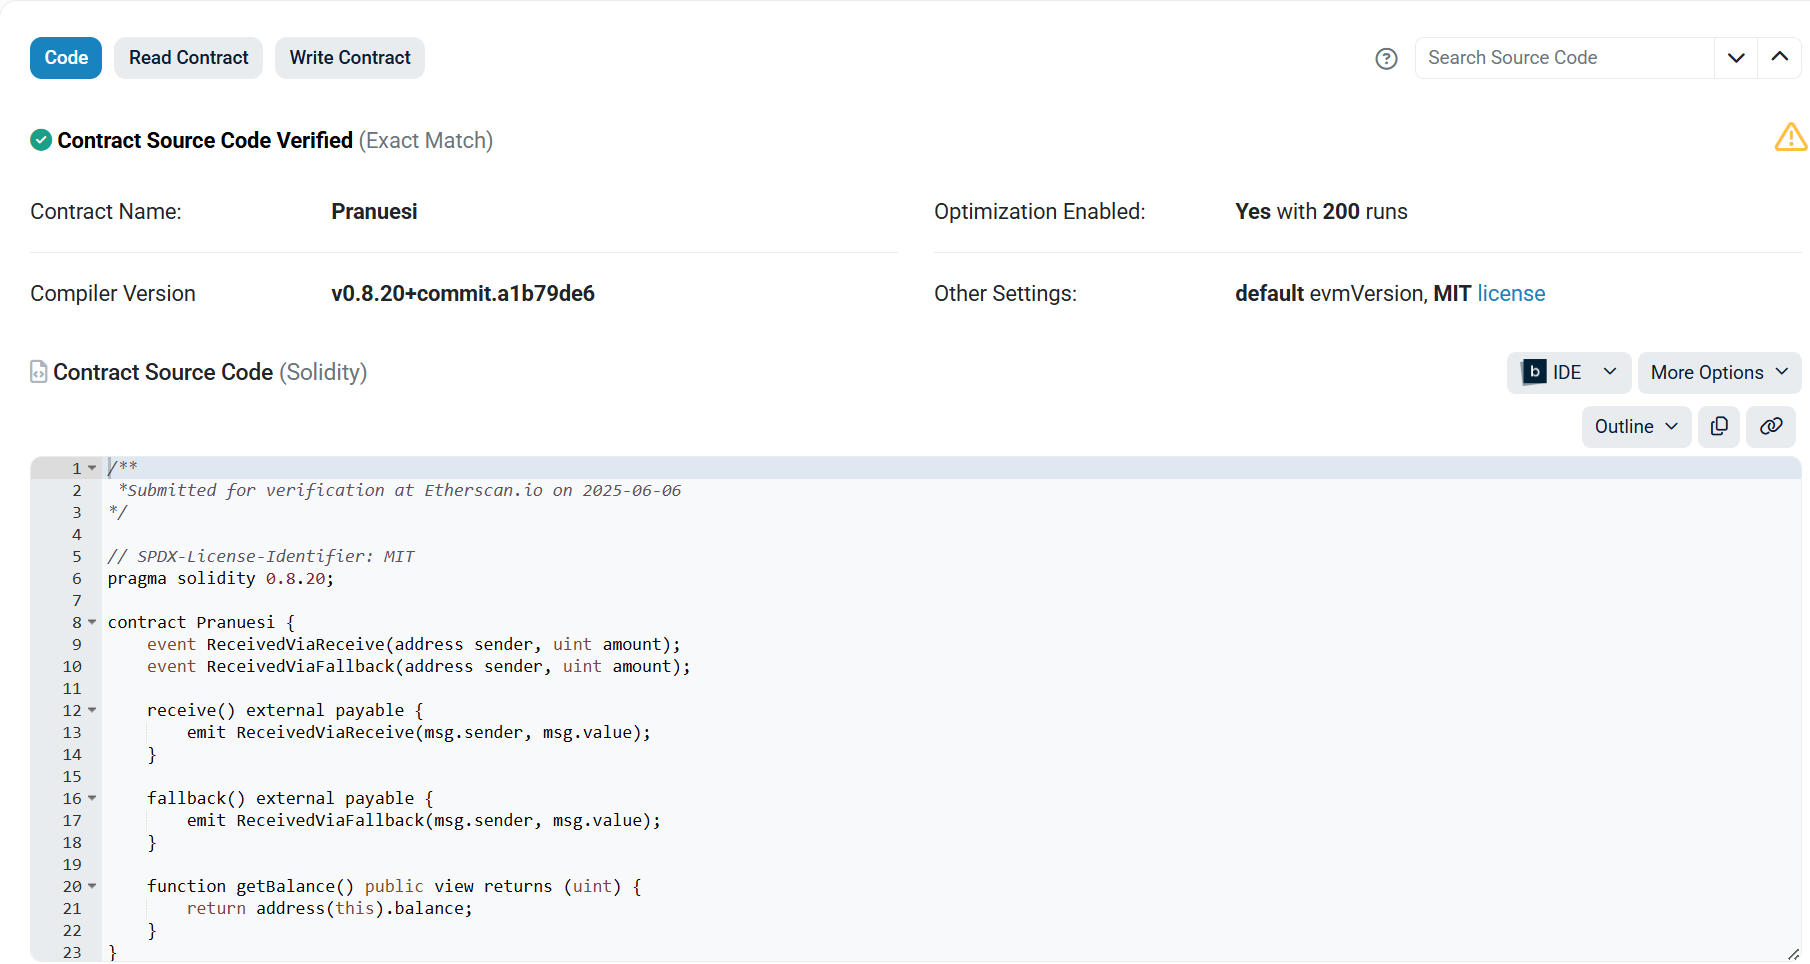 Code Read Contract Write Contract Search Source Code
Contract Source Code Verified (Exact Match)
Contract Name: Pranuesi Optimization Enabled: Yes with 200 runs
Compiler Version v0.8.20+commit.a1b79de6 Other Settings: default evmVersion, MIT license
Contract Source Code (Solidity) b IDE More Options
Outline
1 /**
2  *Submitted for verification at Etherscan.io on 2025-06-06
3 */
4
5 // SPDX-License-Identifier: MIT
6 pragma solidity 0.8.20;
7
8 contract Pranuesi {
9     event ReceivedViaReceive(address sender, uint amount);
10     event ReceivedViaFallback(address sender, uint amount);
11
12     receive() external payable {
13         emit ReceivedViaReceive(msg.sender, msg.value);
14     }
15
16     fallback() external payable {
17         emit ReceivedViaFallback(msg.sender, msg.value);
18     }
19
20     function getBalance() public view returns (uint) {
21         return address(this).balance;
22     }
23 }